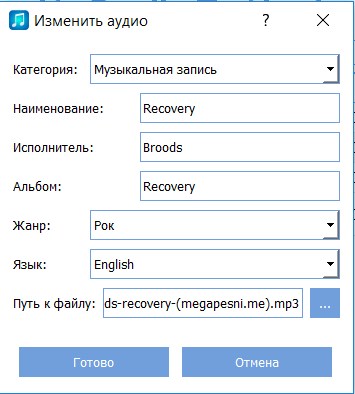 Изменить аудио ?
Категория: Музыкальная запись
Наименование: Recovery
Исполнитель: Broods
Альбом: Recovery
Жанр: Рок
Язык: English
Путь к файлу: ds-recovery-(megapesni.me).mp3 ...
Готово Отмена